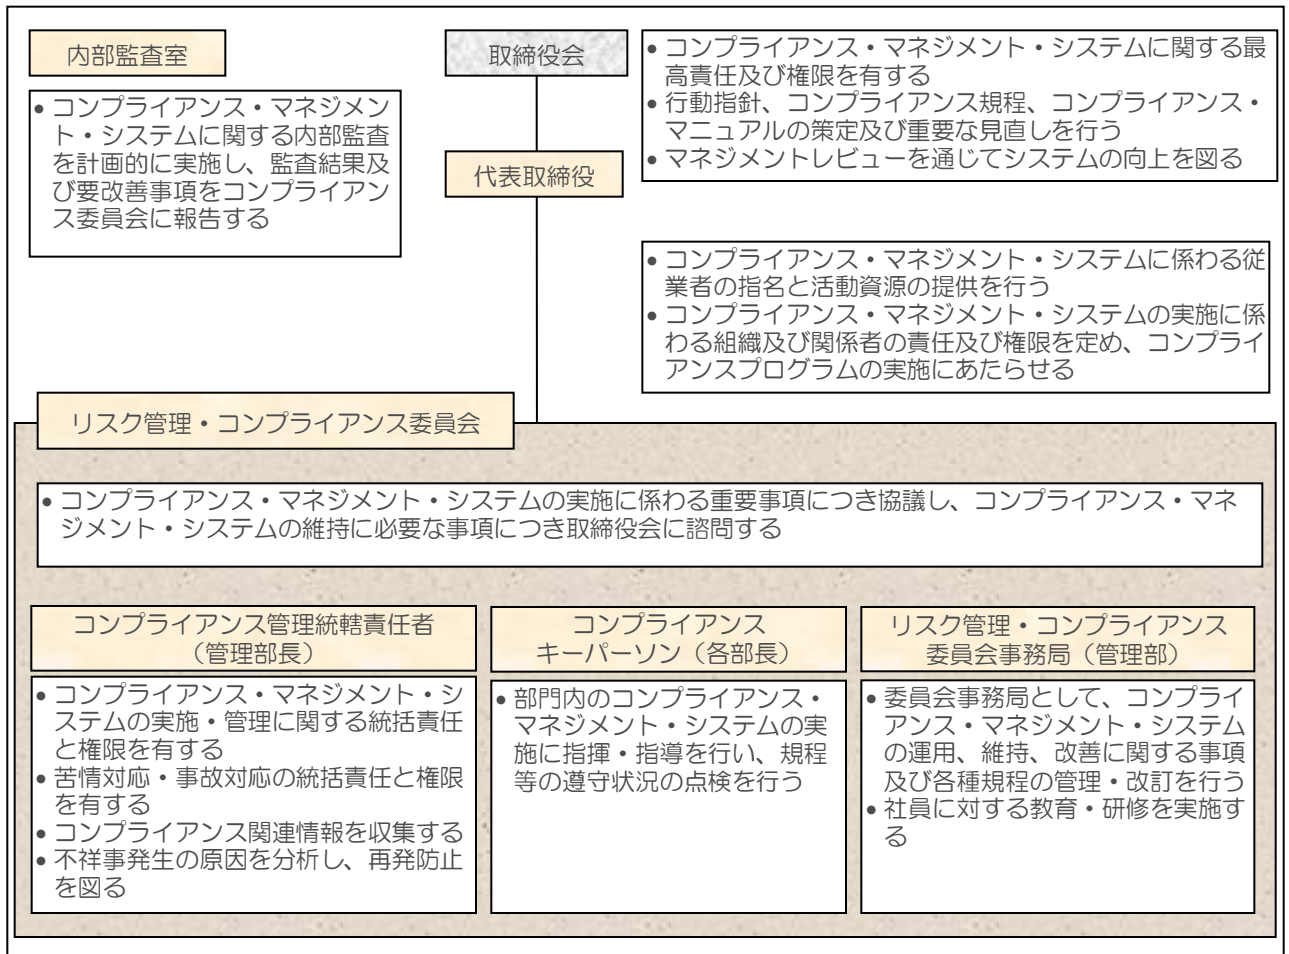 内部監査室
● コンプライアンス・マネジメン
ト・システムに関する内部監査
を計画的に実施し、監査結果及
び要改善事項をコンプライアン
ス委員会に報告する
取締役会
● コンプライアンス・マネジメント・システムに関する最
高責任及び権限を有する
● 行動指針、コンプライアンス規程、コンプライアンス・
マニュアルの策定及び重要な見直しを行う
● マネジメントレビューを通じてシステムの向上を図る
代表取締役
● コンプライアンス・マネジメント・システムに係わる従
業者の指名と活動資源の提供を行う
● コンプライアンス・マネジメント・システムの実施に係
わる組織及び関係者の責任及び権限を定め、コンプライ
アンスプログラムの実施にあたらせる
リスク管理・コンプライアンス委員会
● コンプライアンス・マネジメント・システムの実施に係わる重要事項につき協議し、コンプライアンス・マネ
ジメント・システムの維持に必要な事項につき取締役会に諮問する
コンプライアンス管理統轄責任者
（管理部長）
● コンプライアンス・マネジメント・シ
ステムの実施・管理に関する統括責任
と権限を有する
● 苦情対応・事故対応の統括責任と権限
を有する
● コンプライアンス関連情報を収集する
● 不祥事発生の原因を分析し、再発防止
を図る
コンプライアンス
キーパーソン（各部長）
● 部門内のコンプライアンス・
マネジメント・システムの実
施に指揮・指導を行い、規程
等の遵守状況の点検を行う
リスク管理・コンプライアンス
委員会事務局（管理部）
● 委員会事務局として、コンプライ
アンス・マネジメント・システム
の運用、維持、改善に関する事項
及び各種規程の管理・改訂を行う
● 社員に対する教育・研修を実施す
る